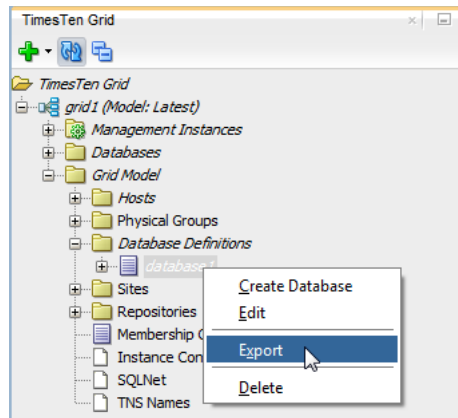 TimesTen Grid
TimesTen Grid
grid1 (Model: Latest)
Management Instances
Databases
Grid Model
Hosts
Physical Groups
Database Definitions
database1
Sites
Create Database
Repositories
Edit
Membership
Export
Instance Con
SQLNet
Delete
TNS Names